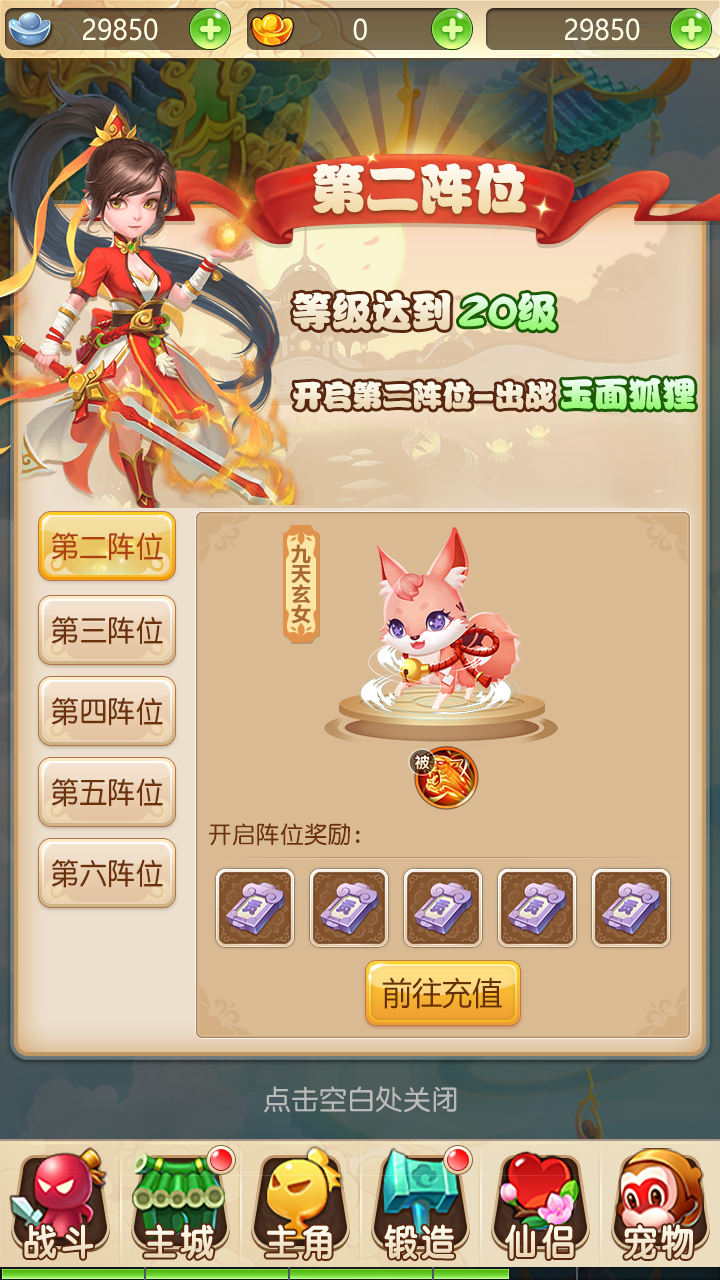 29850
0
29850
第二阵位
等级达到20级
开启第二阵位-出战玉面狐狸
第二阵位
第三阵位
第四阵位
第五阵位
第六阵位
九天玄女
被
开启阵位奖励：
前往充值
点击空白处关闭
战斗
主城
主角
锻造
仙侣
宠物